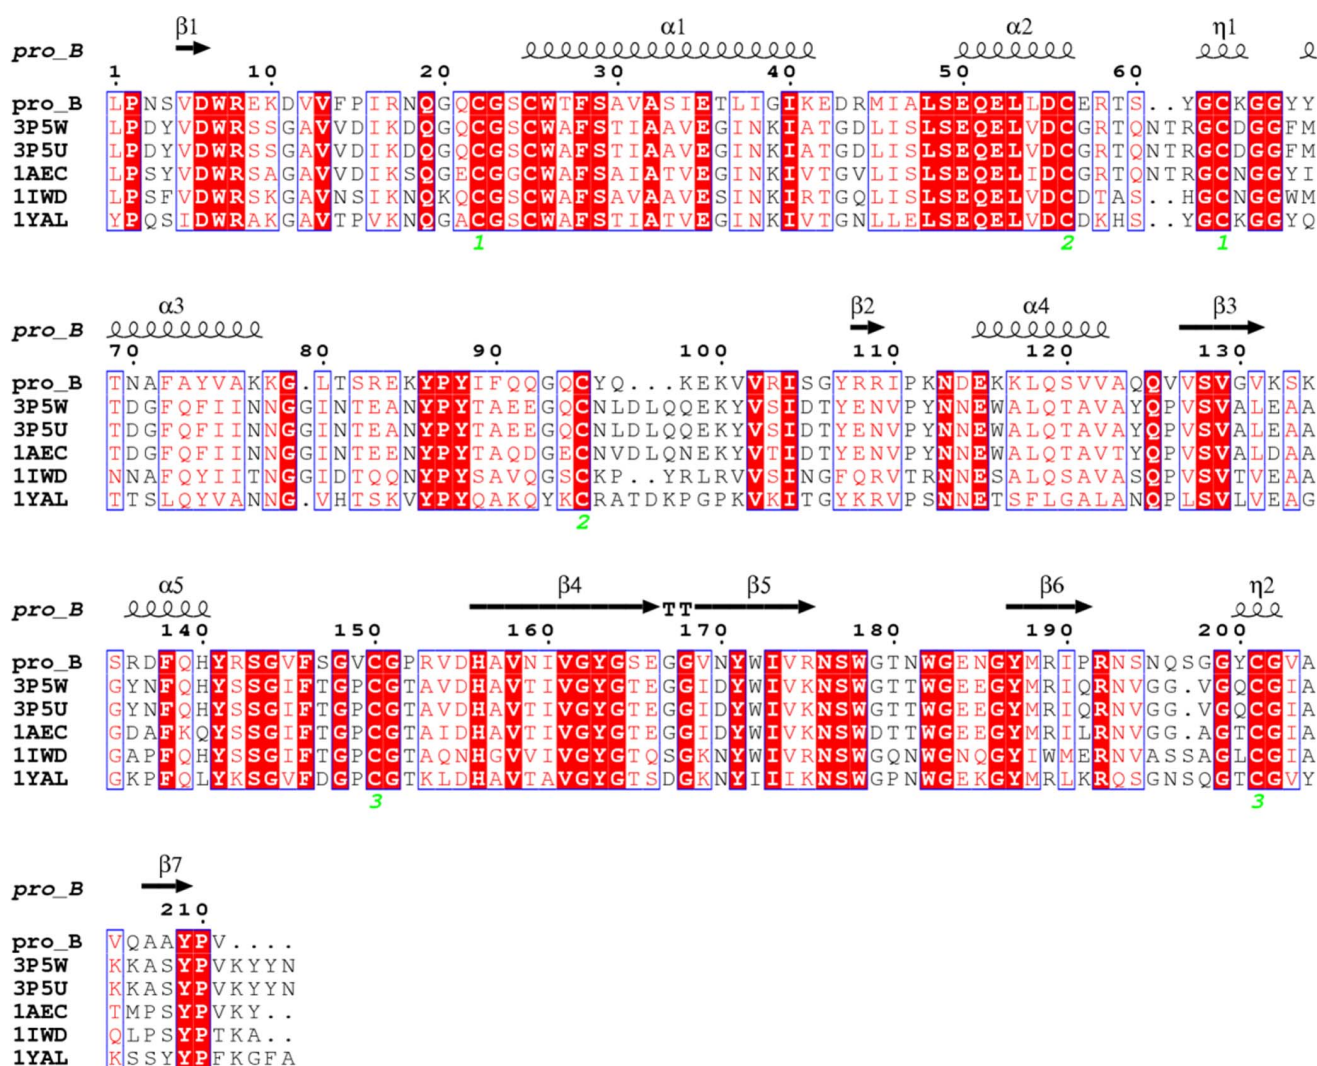 β1 α1 α2 η1
pro_B
1 10 20 30 40 50 60
pro_B LPNSVDWREKDVVFPIRNQGQCGSCWTFSAVASIETLIGIKEDRMIALSEQELLDCERTS..YGCKGGYY
3P5W LPDYVDWRSSGAVVDIKDQGQCGSCWAFSTIAAVEGINKIATGDLISLSEQELVDCGRTQNTRGCDGGFM
3P5U LPDYVDWRSSGAVVDIKDQGQCGSCWAFSTIAAVEGINKIATGDLISLSEQELVDCGRTQNTRGCDGGFM
1AEC LPSYVDWRSAGAVVDIKSQGECGGCWAFSAIATVEGINKIVTGVLISLSEQELIDCGRTQNTRGCNGGYI
1IWD LPSFVDWRSAGAVNSIKNQKQCGSCWAFSAVAAVESINKIRTGQLISLSEQELVDCDTAS..HGCNGGWM
1YAL YPQSIDWRAKGAVTPVKNQGACGSCWAFSTIATVEGINKIVTGNLLELSEQELVDCDKHS..YGCKGGYQ
1 2 1
α3 β2 α4 β3
pro_B
70 80 90 100 110 120 130
pro_B TNAFAYVAKKG.LTSREKYPYIFQQGQCYQ...KEKVVRISGYRRIPKNDEKKLQSVVAQQVVSVGVKSK
3P5W TDGFQFIINNGGINTEANYPYTAEEGQCNLDLQQEKYVSIDTYENVPYNNEWALQTAVAYQPVSVALEAA
3P5U TDGFQFIINNGGINTEANYPYTAEEGQCNLDLQQEKYVSIDTYENVPYNNEWALQTAVAYQPVSVALEAA
1AEC TDGFQFIINNGGINTEENYPYTAQDGECNVDLQNEKYVTIDTYENVPYNNEWALQTAVTYQPVSVALDAA
1IWD NNAFQYIITNGGIDTQQNYPYSAVQGSCKP..YRLRVVSINGFQRVTRNNESALQSAVASQPVSVTVEAA
1YAL TTSLQYVANNG.VHTSKVYPYQAKQYKCRATDKPGPKVKITGYKRVPSNNETSFLGALANQPLSVLVEAG
2
α5 β4 β5 β6 η2
pro_B TT
140 150 160 170 180 190 200
pro_B SRDFQHYRSGVFSGVCGPRVDHAVNIVGYGSEGGVNYWIVRNSWGTNWGENGYMRIPRNSNQSGGYCGVA
3P5W GYNFQHYSSGIFTGPCGTAVDHAVTIVGYGTEGGIDYWIVKNSWGTTWGEEGYMRIQRNVGG.VGQCGIA
3P5U GYNFQHYSSGIFTGPCGTAVDHAVTIVGYGTEGGIDYWIVKNSWGTTWGEEGYMRIQRNVGG.VGQCGIA
1AEC GDAFKQYSSGIFTGPCGTAIDHAVTIVGYGTEGGIDYWIVKNSWDTTWGEEGYMRILRNVGG.AGTCGIA
1IWD GAPFQHYSSGIFTGPCGTAQNHGVVIVGYGTQSGKNYWIVRNSWGQNWGNQGYIWMERNVASSAGLCGIA
1YAL GKPFQLYKSGVFDGPCGTKLDHAVTAVGYGTSDGKNYIIIKNSWGPNWGEKGYMRLKRQSGNSQGTCGVY
3 3
β7
pro_B
210
pro_B VQAAYPV....
3P5W KKASYPVKYYN
3P5U KKASYPVKYYN
1AEC TMPSYPVKY..
1IWD QLPSYPTKA..
1YAL KSSYYPFKGFA